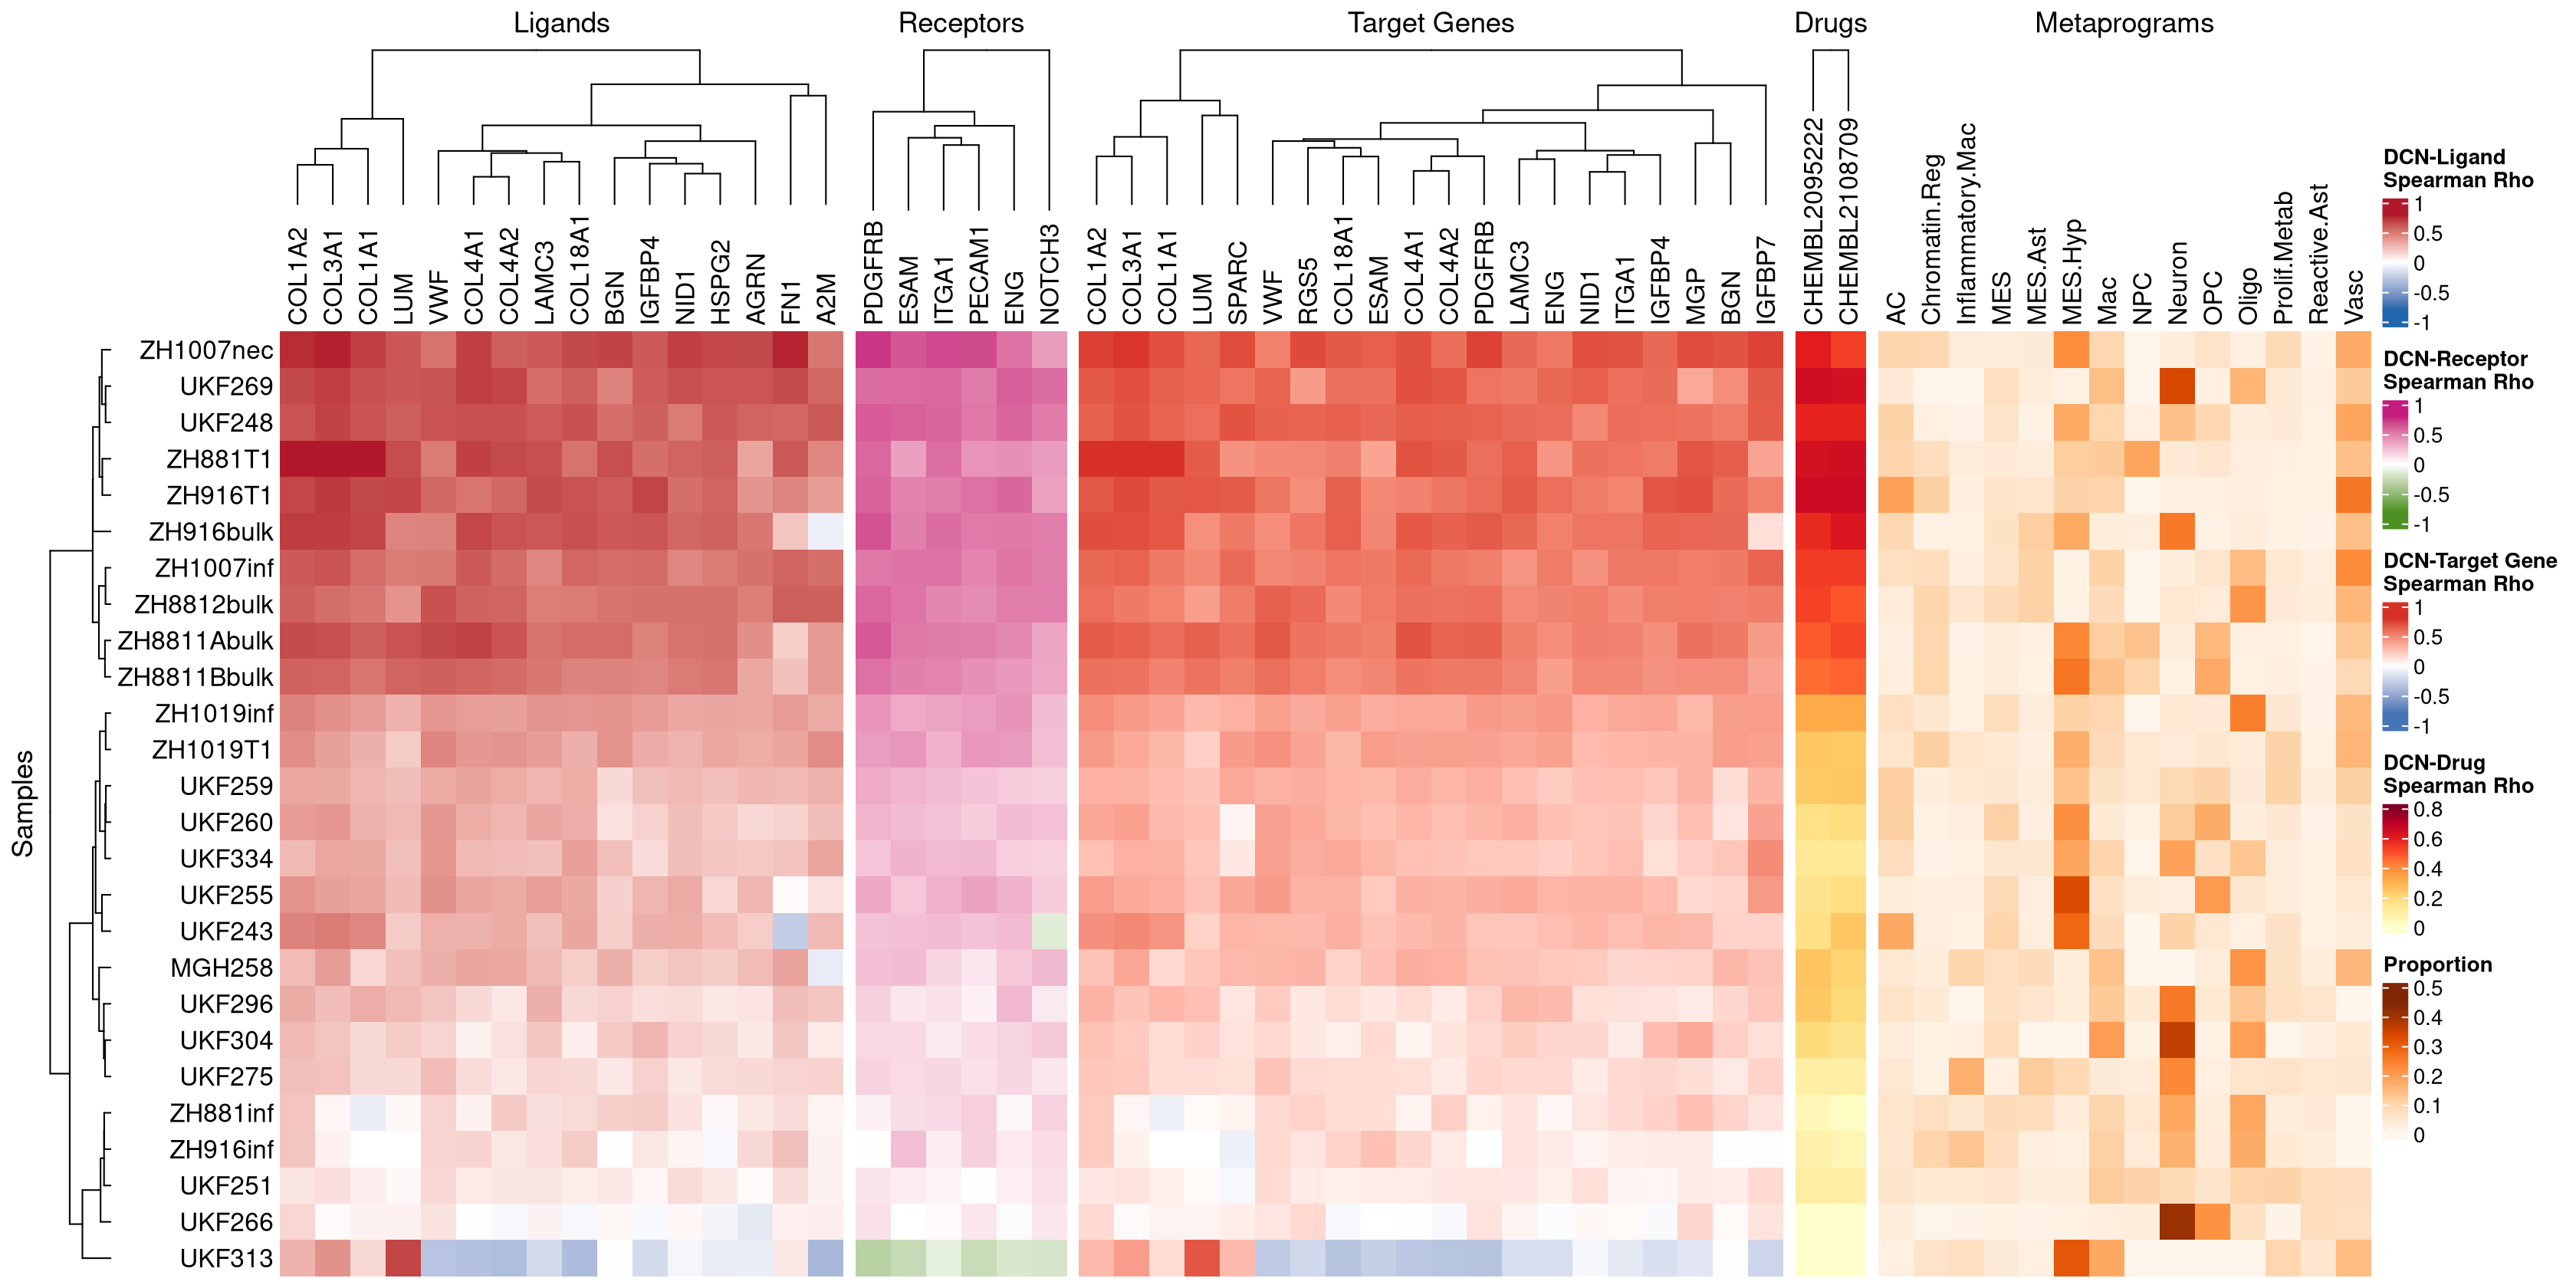 Ligands
Receptors
Target Genes
Drugs
Metaprograms
COL1A2
COL3A1
COL1A1
LUM
VWF
COL4A1
COL4A2
LAMC3
COL18A1
BGN
IGFBP4
NID1
HSPG2
AGRN
FN1
A2M
PDGFRB
ESAM
ITGA1
PECAM1
ENG
NOTCH3
COL1A2
COL3A1
COL1A1
LUM
SPARC
VWF
RGS5
COL18A1
ESAM
COL4A1
COL4A2
PDGFRB
LAMC3
ENG
NID1
ITGA1
IGFBP4
MGP
BGN
IGFBP7
CHEMBL2095222
CHEMBL2108709
AC
Chromatin.Reg
Inflammatory.Mac
MES
MES.Ast
MES.Hyp
Mac
NPC
Neuron
OPC
Oligo
Prolif.Metab
Reactive.Ast
Vasc
Samples
ZH1007nec
UKF269
UKF248
ZH881T1
ZH916T1
ZH916bulk
ZH1007inf
ZH8812bulk
ZH8811Abulk
ZH8811Bbulk
ZH1019inf
ZH1019T1
UKF259
UKF260
UKF334
UKF255
UKF243
MGH258
UKF296
UKF304
UKF275
ZH881inf
ZH916inf
UKF251
UKF266
UKF313
DCN-Ligand
Spearman Rho
1
0.5
0
-0.5
-1
DCN-Receptor
Spearman Rho
1
0.5
0
-0.5
-1
DCN-Target Gene
Spearman Rho
1
0.5
0
-0.5
-1
DCN-Drug
Spearman Rho
0.8
0.6
0.4
0.2
0
Proportion
0.5
0.4
0.3
0.2
0.1
0